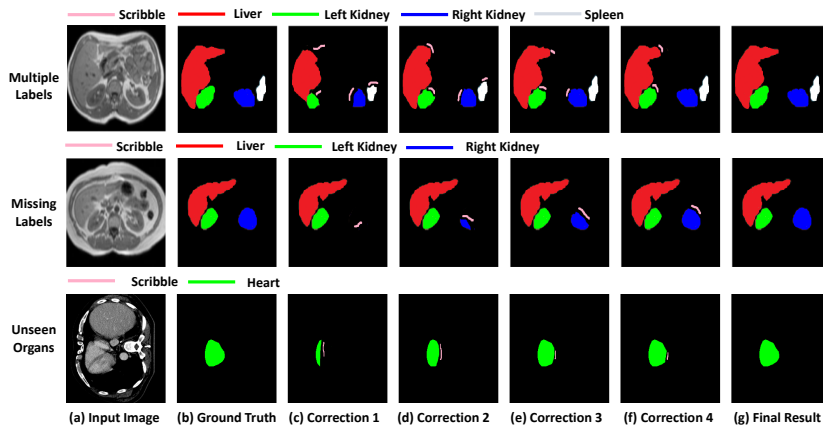 Scribble Liver Left Kidney Right Kidney Spleen
Multiple
Labels
Scribble Liver Left Kidney Right Kidney
Missing
Labels
Scribble Heart
Unseen
Organs
(a) Input Image (b) Ground Truth (c) Correction 1 (d) Correction 2 (e) Correction 3 (f) Correction 4 (g) Final Result